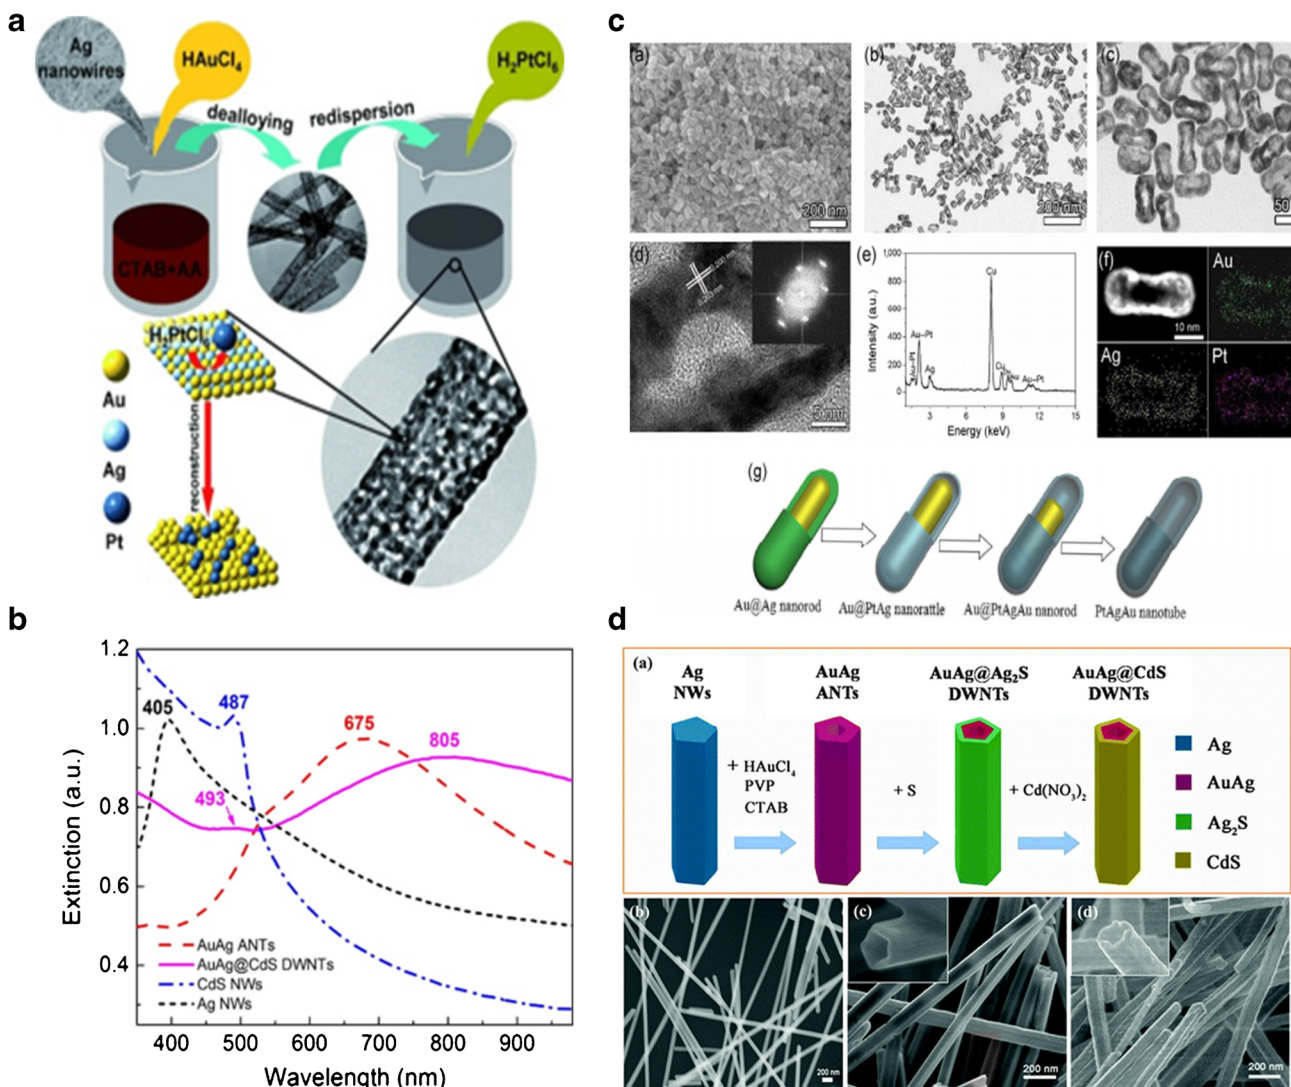 a
Ag
nanowires
HAuCl4
H2PtCl6
dealloying
redispersion
CTAB+AA
H2PtCl6
Au
Ag
Pt
reconstruction
b
1.2
1.0
0.8
0.6
0.4
Extinction (a.u.)
405
487
675
805
493
AuAg ANTs
AuAg@CdS DWNTs
CdS NWs
Ag NWs
400 500 600 700 800 900
Wavelength (nm)
c
(a)
200 nm
(b)
200 nm
(c)
50
(d)
5 nm
(e)
1,000
800
600
400
200
0
Intensity (a.u.)
Au–Pt
Au–Pt
Ag
Cu
Cu
Au–Pt
3 6 9 12 15
Energy (keV)
(f)
10 nm
Au
Ag
Pt
(g)
Au@Ag nanorod
Au@PtAg nanorattle
Au@PtAgAu nanorod
PtAgAu nanotube
d
(a)
Ag
NWs
AuAg
ANTs
AuAg@Ag2S
DWNTs
AuAg@CdS
DWNTs
+ HAuCl4
PVP
CTAB
+ S
+ Cd(NO3)2
Ag
AuAg
Ag2S
CdS
(b)
200 nm
(c)
200 nm
(d)
200 nm